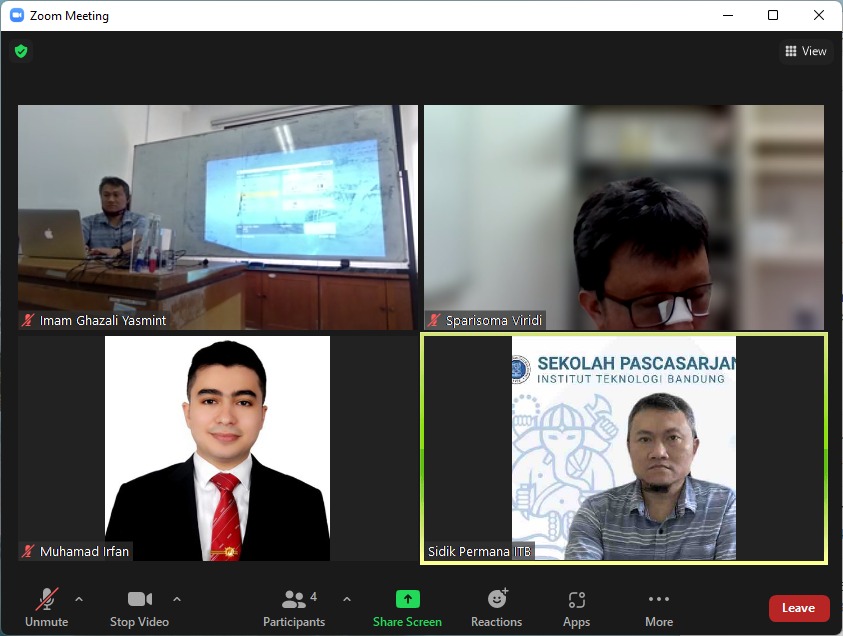 Zoom Meeting
View
Imam Ghazali Yasmint
Sparisoma Viridi
SEKOLAH PASCASARJAN
INSTITUT TEKNOLOGI BANDUNG
Muhamad Irfan
Sidik Permana ITB
4
Unmute
Stop Video
Participants
Share Screen
Reactions
Apps
More
Leave